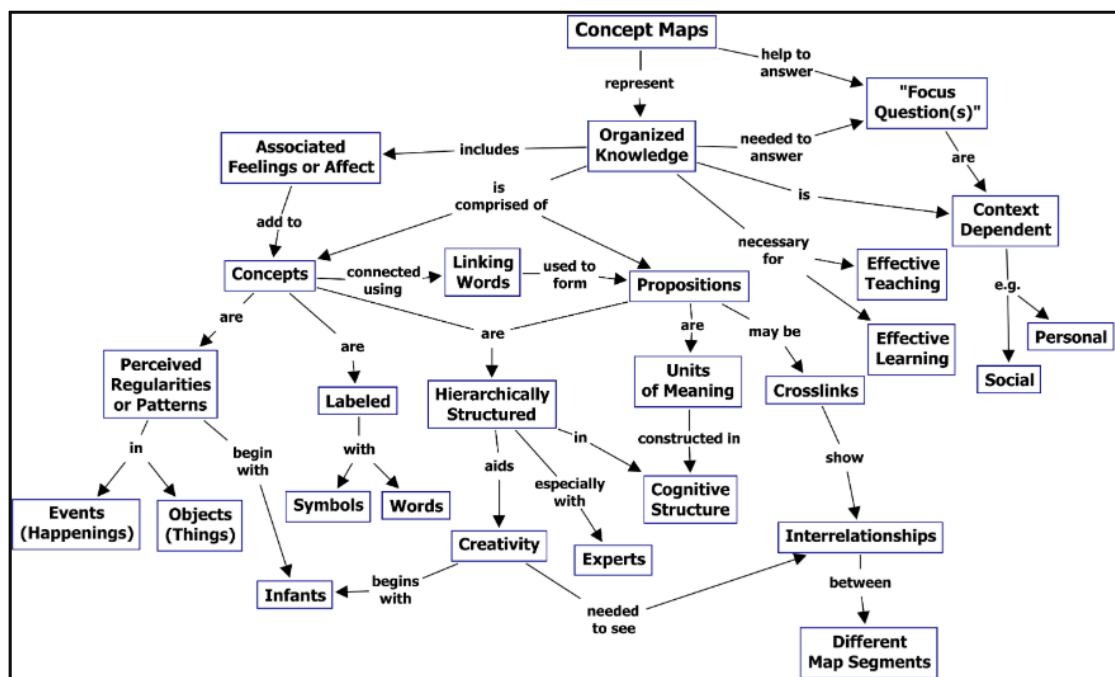 Concept Maps
help to
answer
represent
"Focus
Question(s)"
Organized
Knowledge
needed to
answer
Associated
Feelings or Affect
includes
are
is
comprised of
is
Context
Dependent
add to
necessary
for
Concepts
connected
using
Linking
Words
used to
form
Propositions
Effective
Teaching
e.g.
are
are
are
are
may be
Effective
Learning
Personal
Perceived
Regularities
or Patterns
Labeled
Hierarchically
Structured
Units
of Meaning
Crosslinks
Social
in
begin
with
with
aids
in
constructed in
show
especially
with
Events
(Happenings)
Objects
(Things)
Symbols
Words
Cognitive
Structure
Creativity
Experts
Interrelationships
Infants
begins
with
needed
to see
between
Different
Map Segments